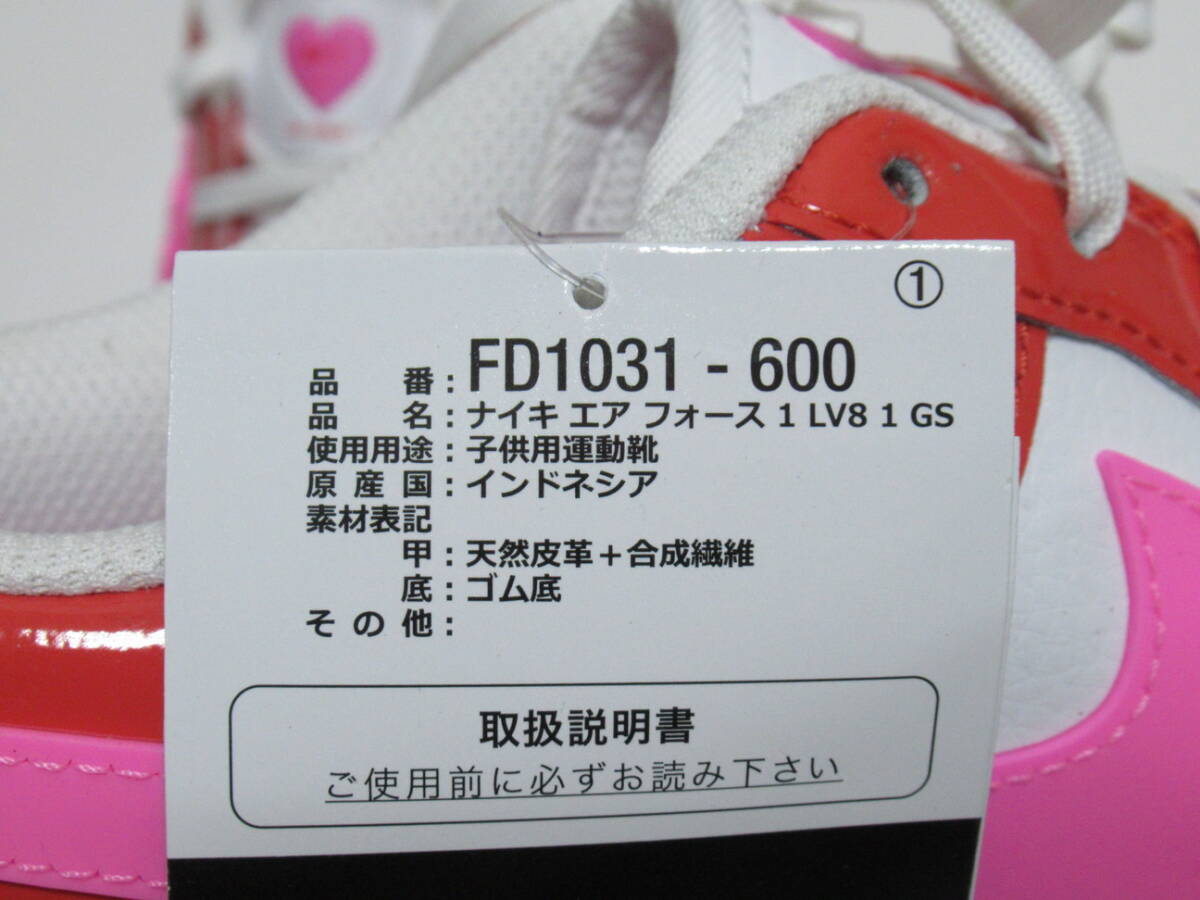 ①
品番：FD1031 - 600
品名：ナイキ エア フォース 1 LV8 1 GS
使用用途：子供用運動靴
原産国：インドネシア
素材表記
甲：天然皮革＋合成繊維
底：ゴム底
その他：
取扱説明書
ご使用前に必ずお読み下さい